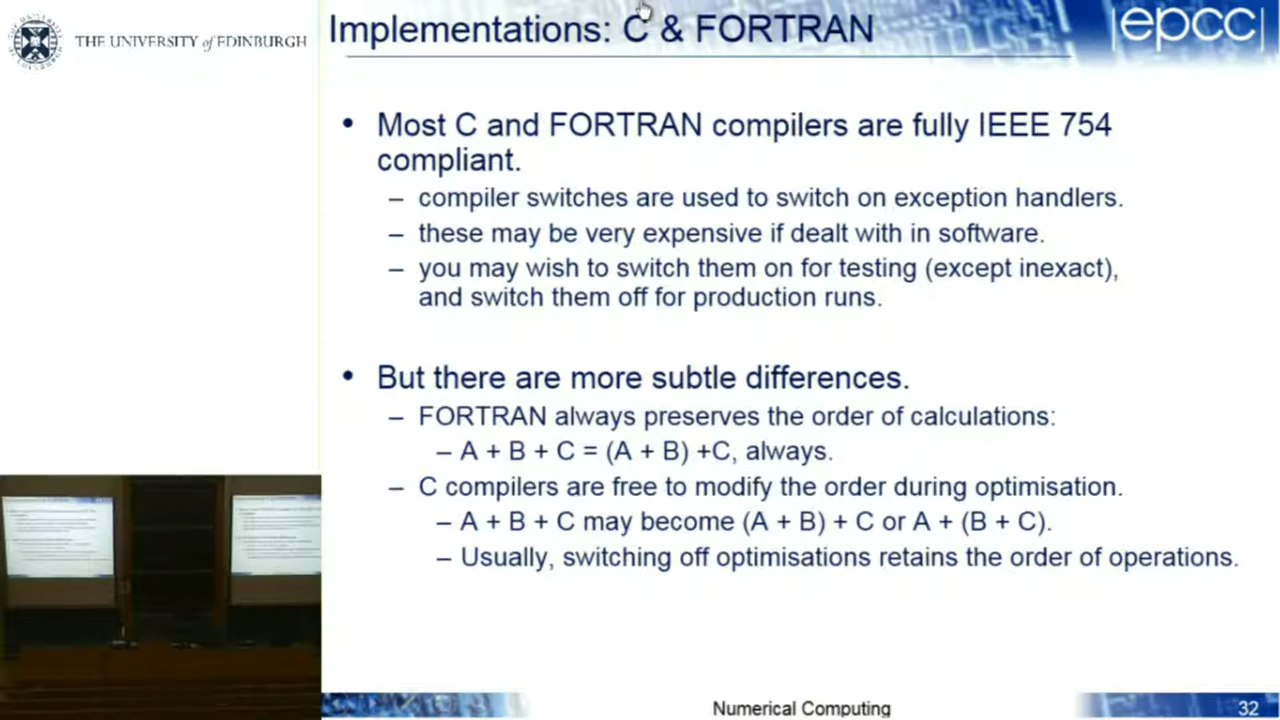 THE UNIVERSITY of EDINBURGH
Implementations: C & FORTRAN
|epcc|
• Most C and FORTRAN compilers are fully IEEE 754
compliant.
– compiler switches are used to switch on exception handlers.
– these may be very expensive if dealt with in software.
– you may wish to switch them on for testing (except inexact),
and switch them off for production runs.
• But there are more subtle differences.
– FORTRAN always preserves the order of calculations:
– A + B + C = (A + B) +C, always.
– C compilers are free to modify the order during optimisation.
– A + B + C may become (A + B) + C or A + (B + C).
– Usually, switching off optimisations retains the order of operations.
Numerical Computing
32